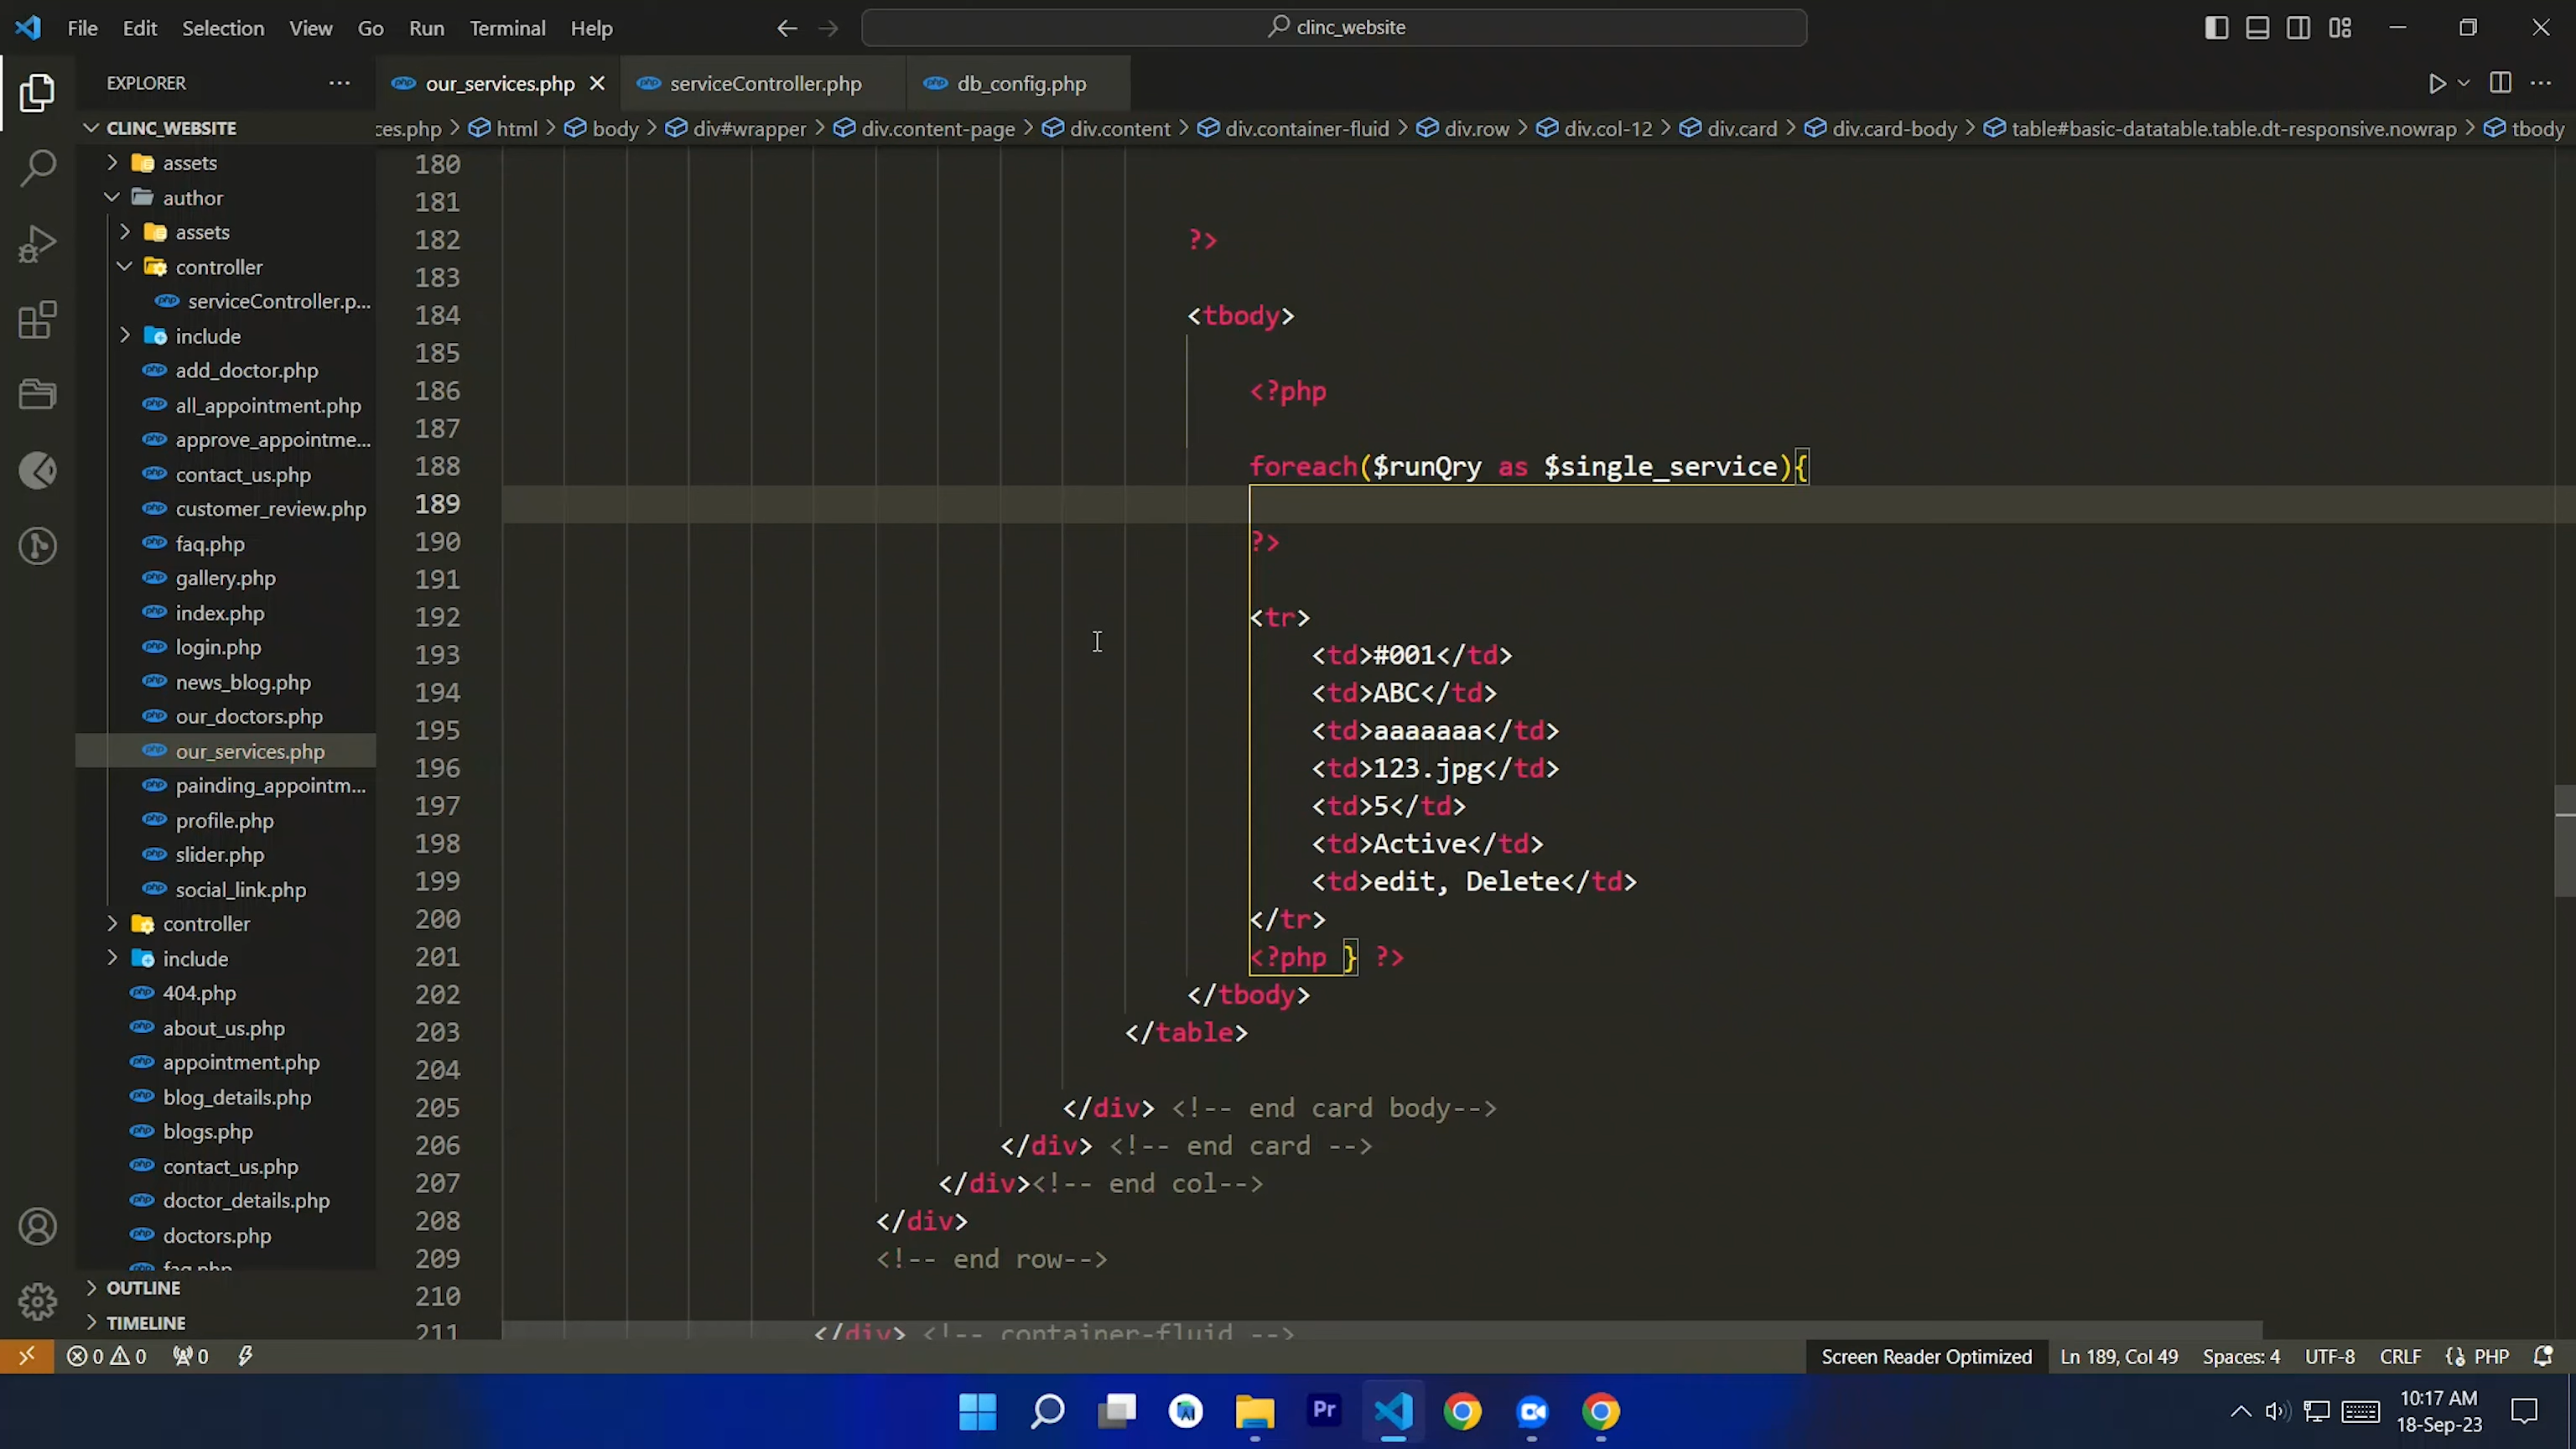 File Edit Selection View Go Run Terminal Help
clinc_website
EXPLORER
our_services.php
serviceController.php
db_config.php
CLINC_WEBSITE
ces.php > html > body > div#wrapper > div.content-page > div.content > div.container-fluid > div.row > div.col-12 > div.card > div.card-body > table#basic-datatable.table.dt-responsive.nowrap > tbody
assets
author
assets
controller
serviceController.p...
include
add_doctor.php
all_appointment.php
approve_appointme...
contact_us.php
customer_review.php
faq.php
gallery.php
index.php
login.php
news_blog.php
our_doctors.php
our_services.php
painding_appointm...
profile.php
slider.php
social_link.php
controller
include
404.php
about_us.php
appointment.php
blog_details.php
blogs.php
contact_us.php
doctor_details.php
doctors.php
faq.php
OUTLINE
TIMELINE
180
181
182 ?>
183
184 <tbody>
185
186 <?php
187
188 foreach($runQry as $single_service){
189
190 ?>
191
192 <tr>
193 <td>#001</td>
194 <td>ABC</td>
195 <td>aaaaaaa</td>
196 <td>123.jpg</td>
197 <td>5</td>
198 <td>Active</td>
199 <td>edit, Delete</td>
200 </tr>
201 <?php } ?>
202 </tbody>
203 </table>
204
205 </div> <!-- end card body-->
206 </div> <!-- end card -->
207 </div><!-- end col-->
208 </div>
209 <!-- end row-->
210
211 </div> <!-- container-fluid -->
0 0 0
Screen Reader Optimized Ln 189, Col 49 Spaces: 4 UTF-8 CRLF PHP
Pr
10:17 AM
18-Sep-23